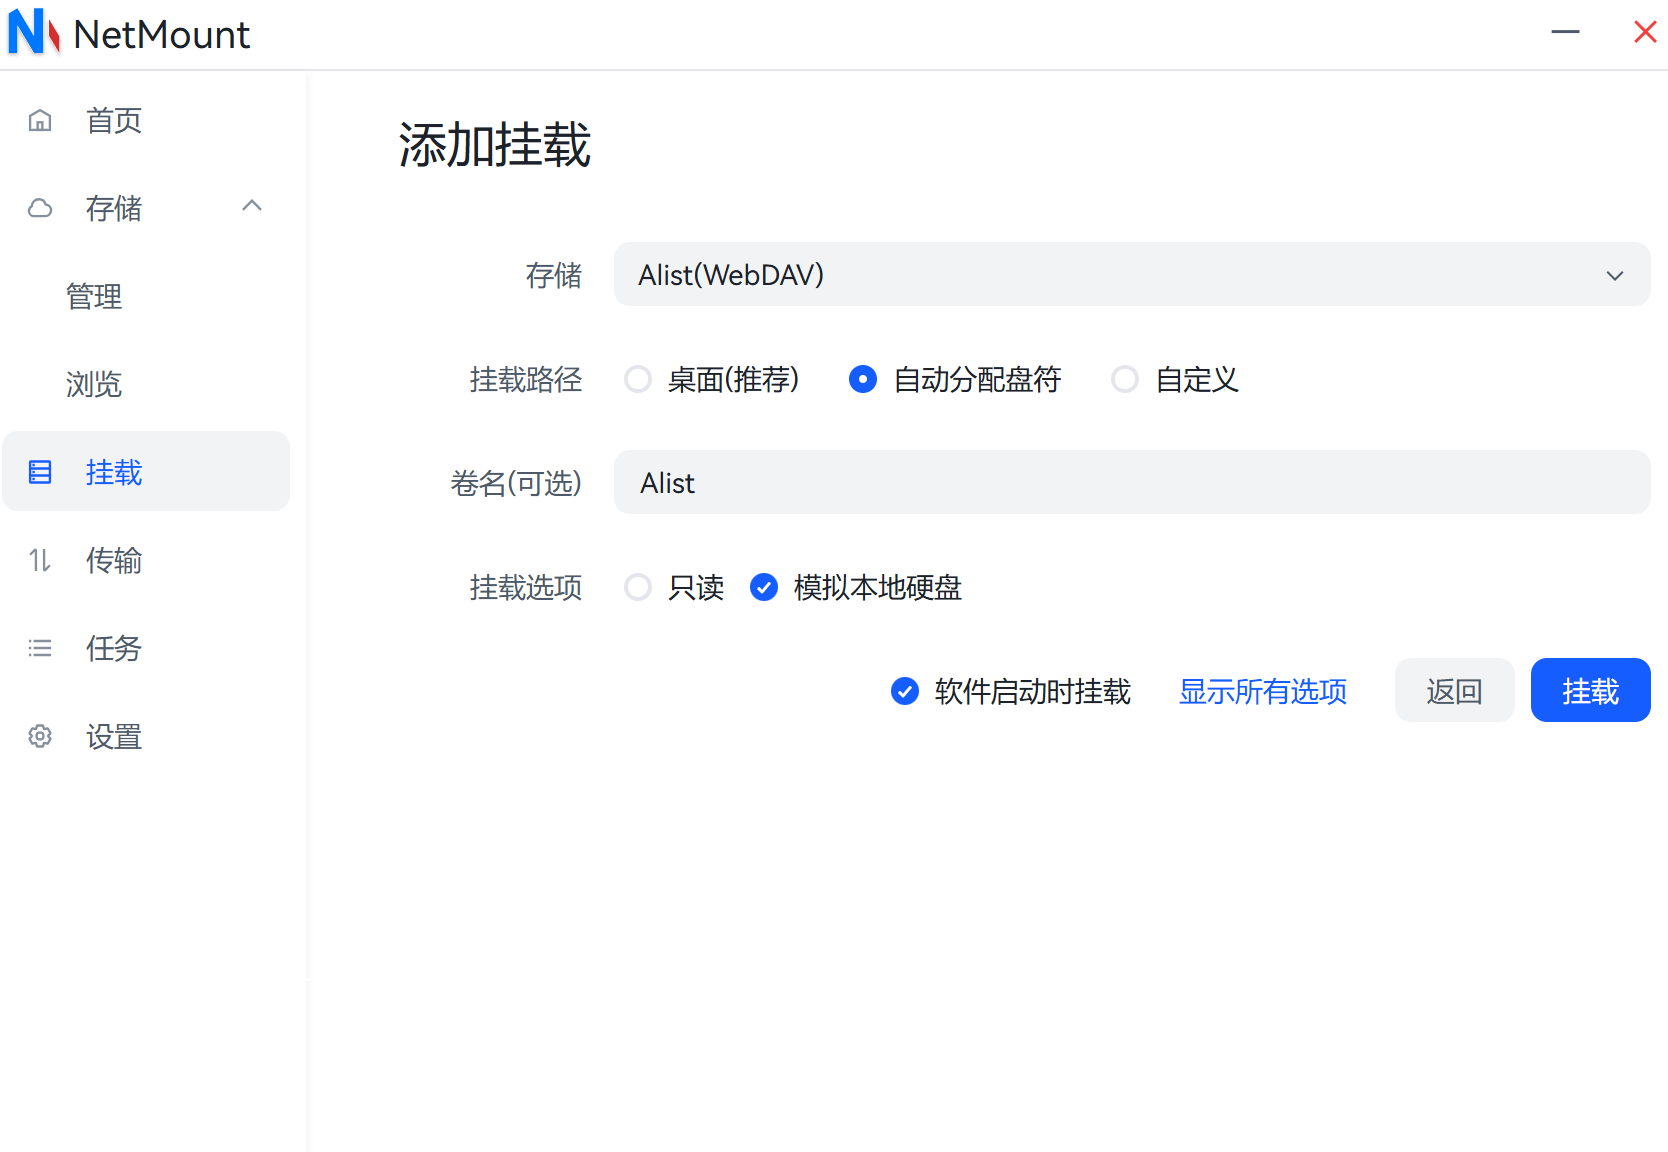 NetMount
首页
存储
管理
浏览
挂载
传输
任务
设置
添加挂载
存储 Alist(WebDAV)
挂载路径 桌面(推荐) 自动分配盘符 自定义
卷名(可选) Alist
挂载选项 只读 模拟本地硬盘
软件启动时挂载 显示所有选项 返回 挂载